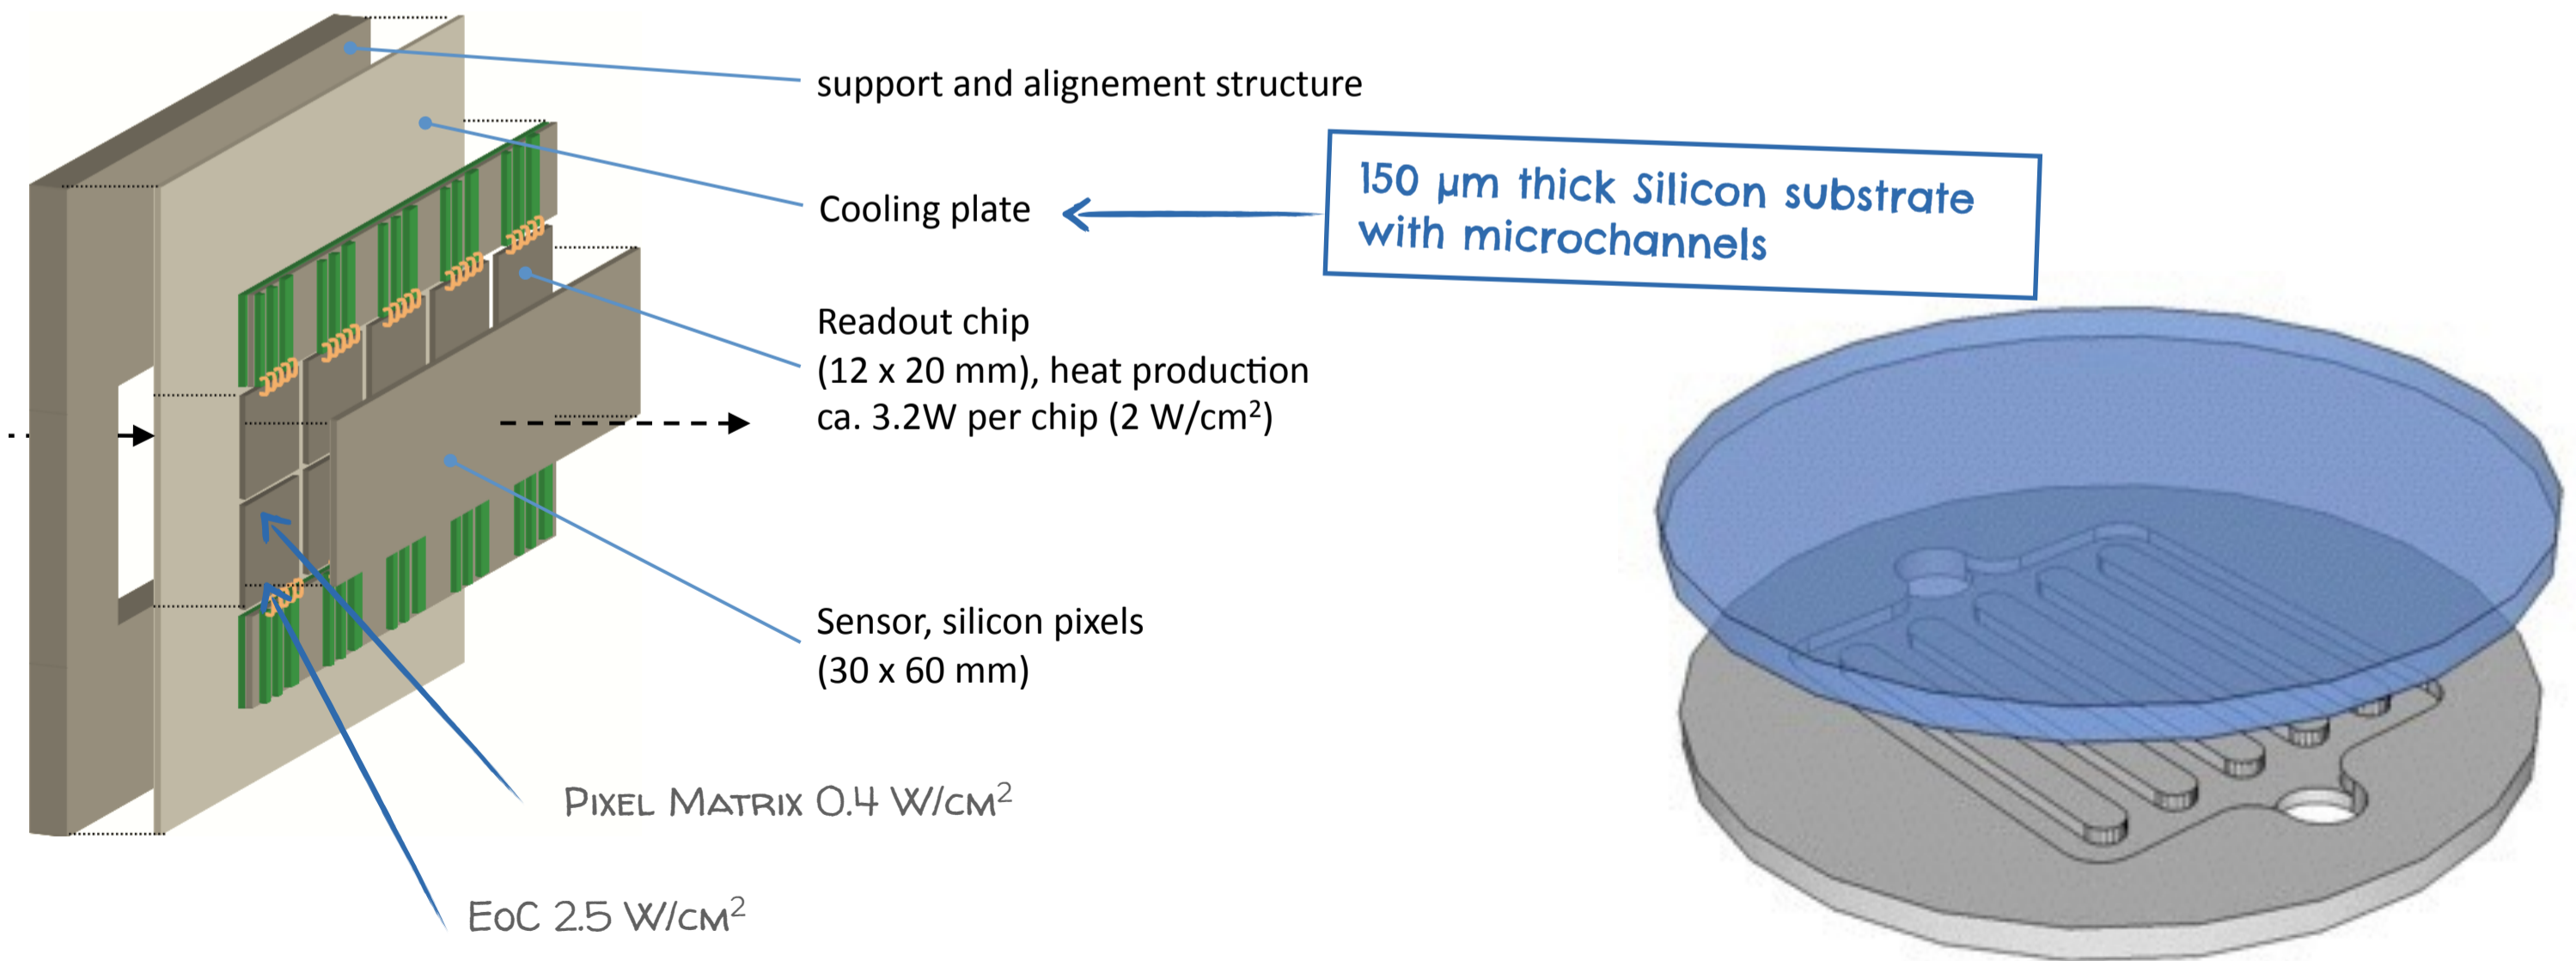 support and alignement structure
Cooling plate
150 µm thick Silicon substrate
with microchannels
Readout chip
(12 x 20 mm), heat production
ca. 3.2W per chip (2 W/cm²)
Sensor, silicon pixels
(30 x 60 mm)
Pixel Matrix 0.4 W/cm²
EoC 2.5 W/cm²